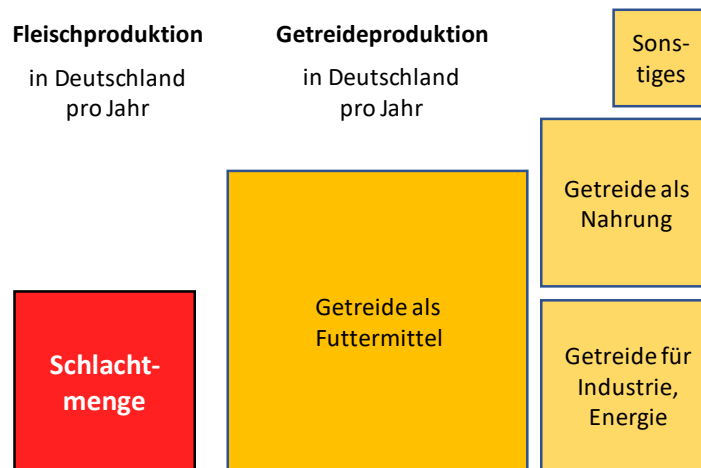 Fleischproduktion
in Deutschland
pro Jahr
Getreideproduktion
in Deutschland
pro Jahr
Sons-
tiges
Getreide als
Nahrung
Getreide als
Futtermittel
Schlacht-
menge
Getreide für
Industrie,
Energie